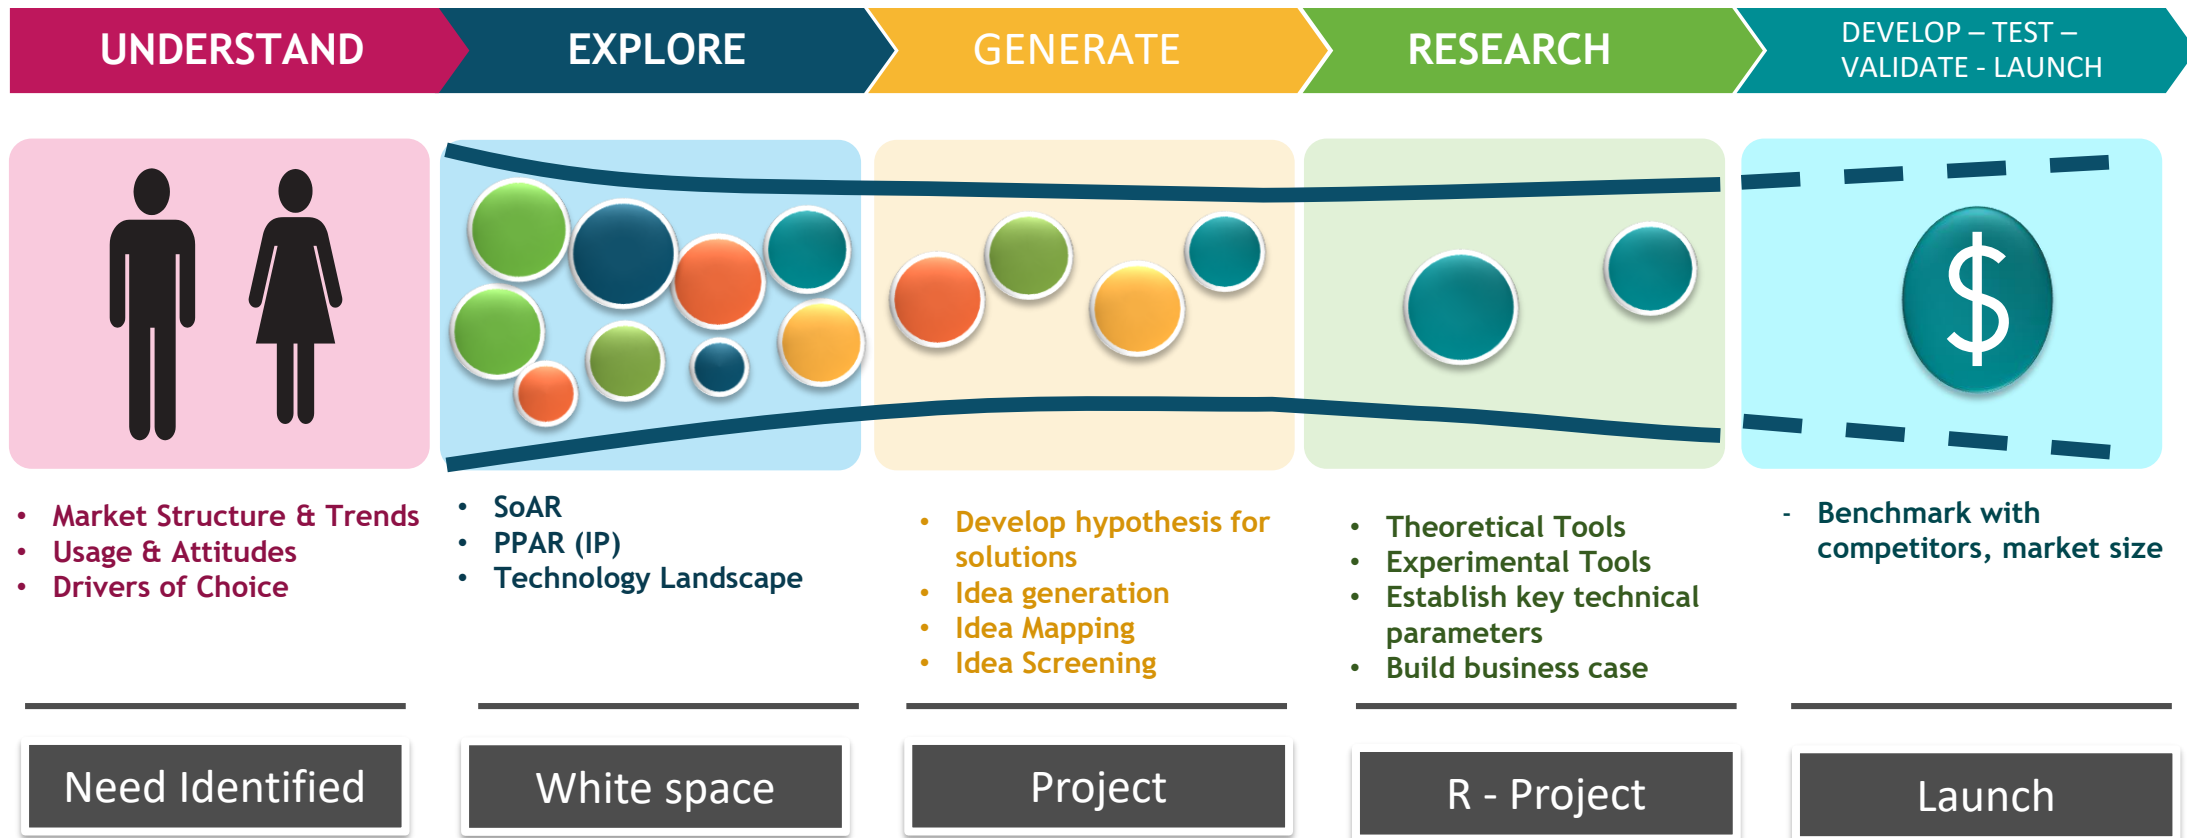 UNDERSTAND
EXPLORE
GENERATE
RESEARCH
DEVELOP – TEST –
VALIDATE - LAUNCH
$
• Market Structure & Trends
• Usage & Attitudes
• Drivers of Choice
• SoAR
• PPAR (IP)
• Technology Landscape
• Develop hypothesis for
solutions
• Idea generation
• Idea Mapping
• Idea Screening
• Theoretical Tools
• Experimental Tools
• Establish key technical
parameters
• Build business case
- Benchmark with
competitors, market size
Need Identified
White space
Project
R - Project
Launch